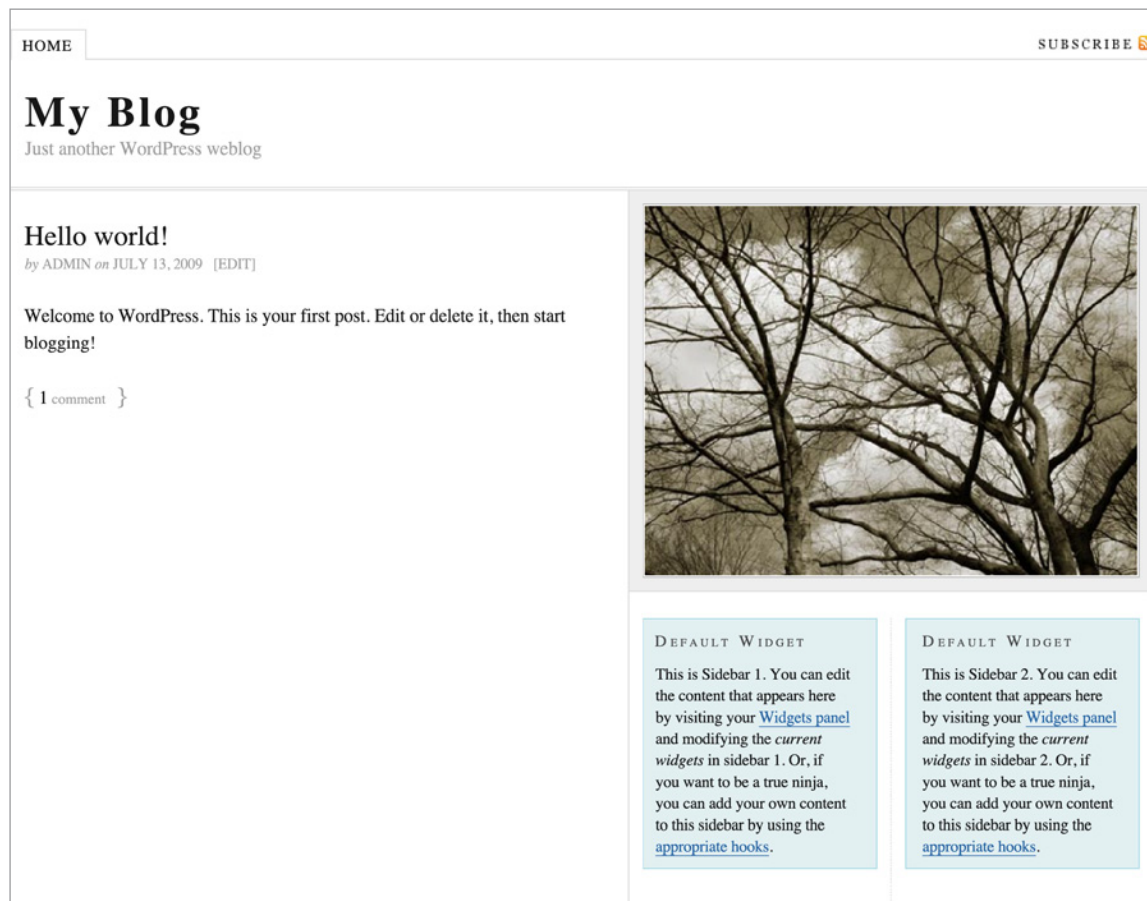 HOME
SUBSCRIBE
My Blog
Just another WordPress weblog
Hello world!
by ADMIN on JULY 13, 2009 [EDIT]
Welcome to WordPress. This is your first post. Edit or delete it, then start
blogging!
{ 1 comment }
DEFAULT WIDGET
This is Sidebar 1. You can edit
the content that appears here
by visiting your Widgets panel
and modifying the current
widgets in sidebar 1. Or, if
you want to be a true ninja,
you can add your own content
to this sidebar by using the
appropriate hooks.
DEFAULT WIDGET
This is Sidebar 2. You can edit
the content that appears here
by visiting your Widgets panel
and modifying the current
widgets in sidebar 2. Or, if
you want to be a true ninja,
you can add your own content
to this sidebar by using the
appropriate hooks.